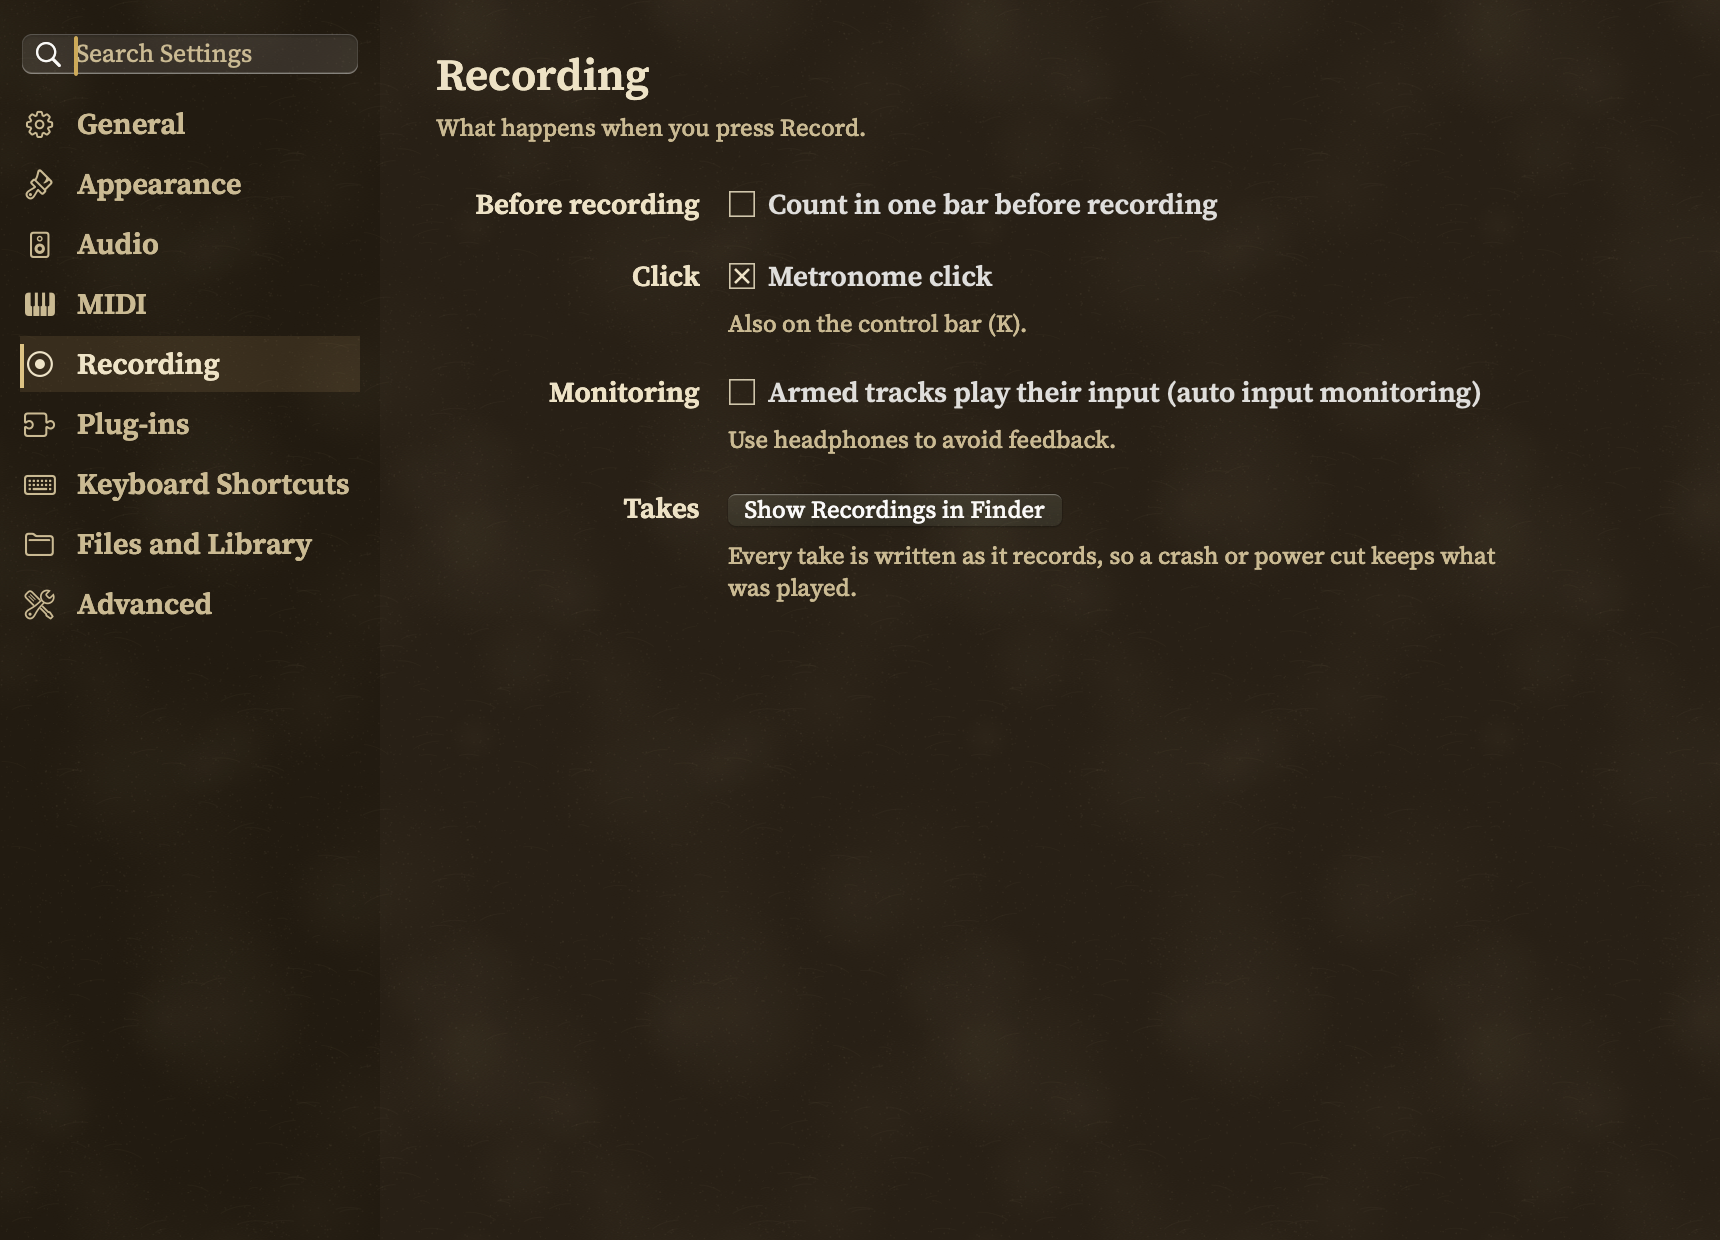 Search Settings
General
Appearance
Audio
MIDI
Recording
Plug-ins
Keyboard Shortcuts
Files and Library
Advanced
Recording
What happens when you press Record.
Before recording
Count in one bar before recording
Click
Metronome click
Also on the control bar (K).
Monitoring
Armed tracks play their input (auto input monitoring)
Use headphones to avoid feedback.
Takes
Show Recordings in Finder
Every take is written as it records, so a crash or power cut keeps what
was played.